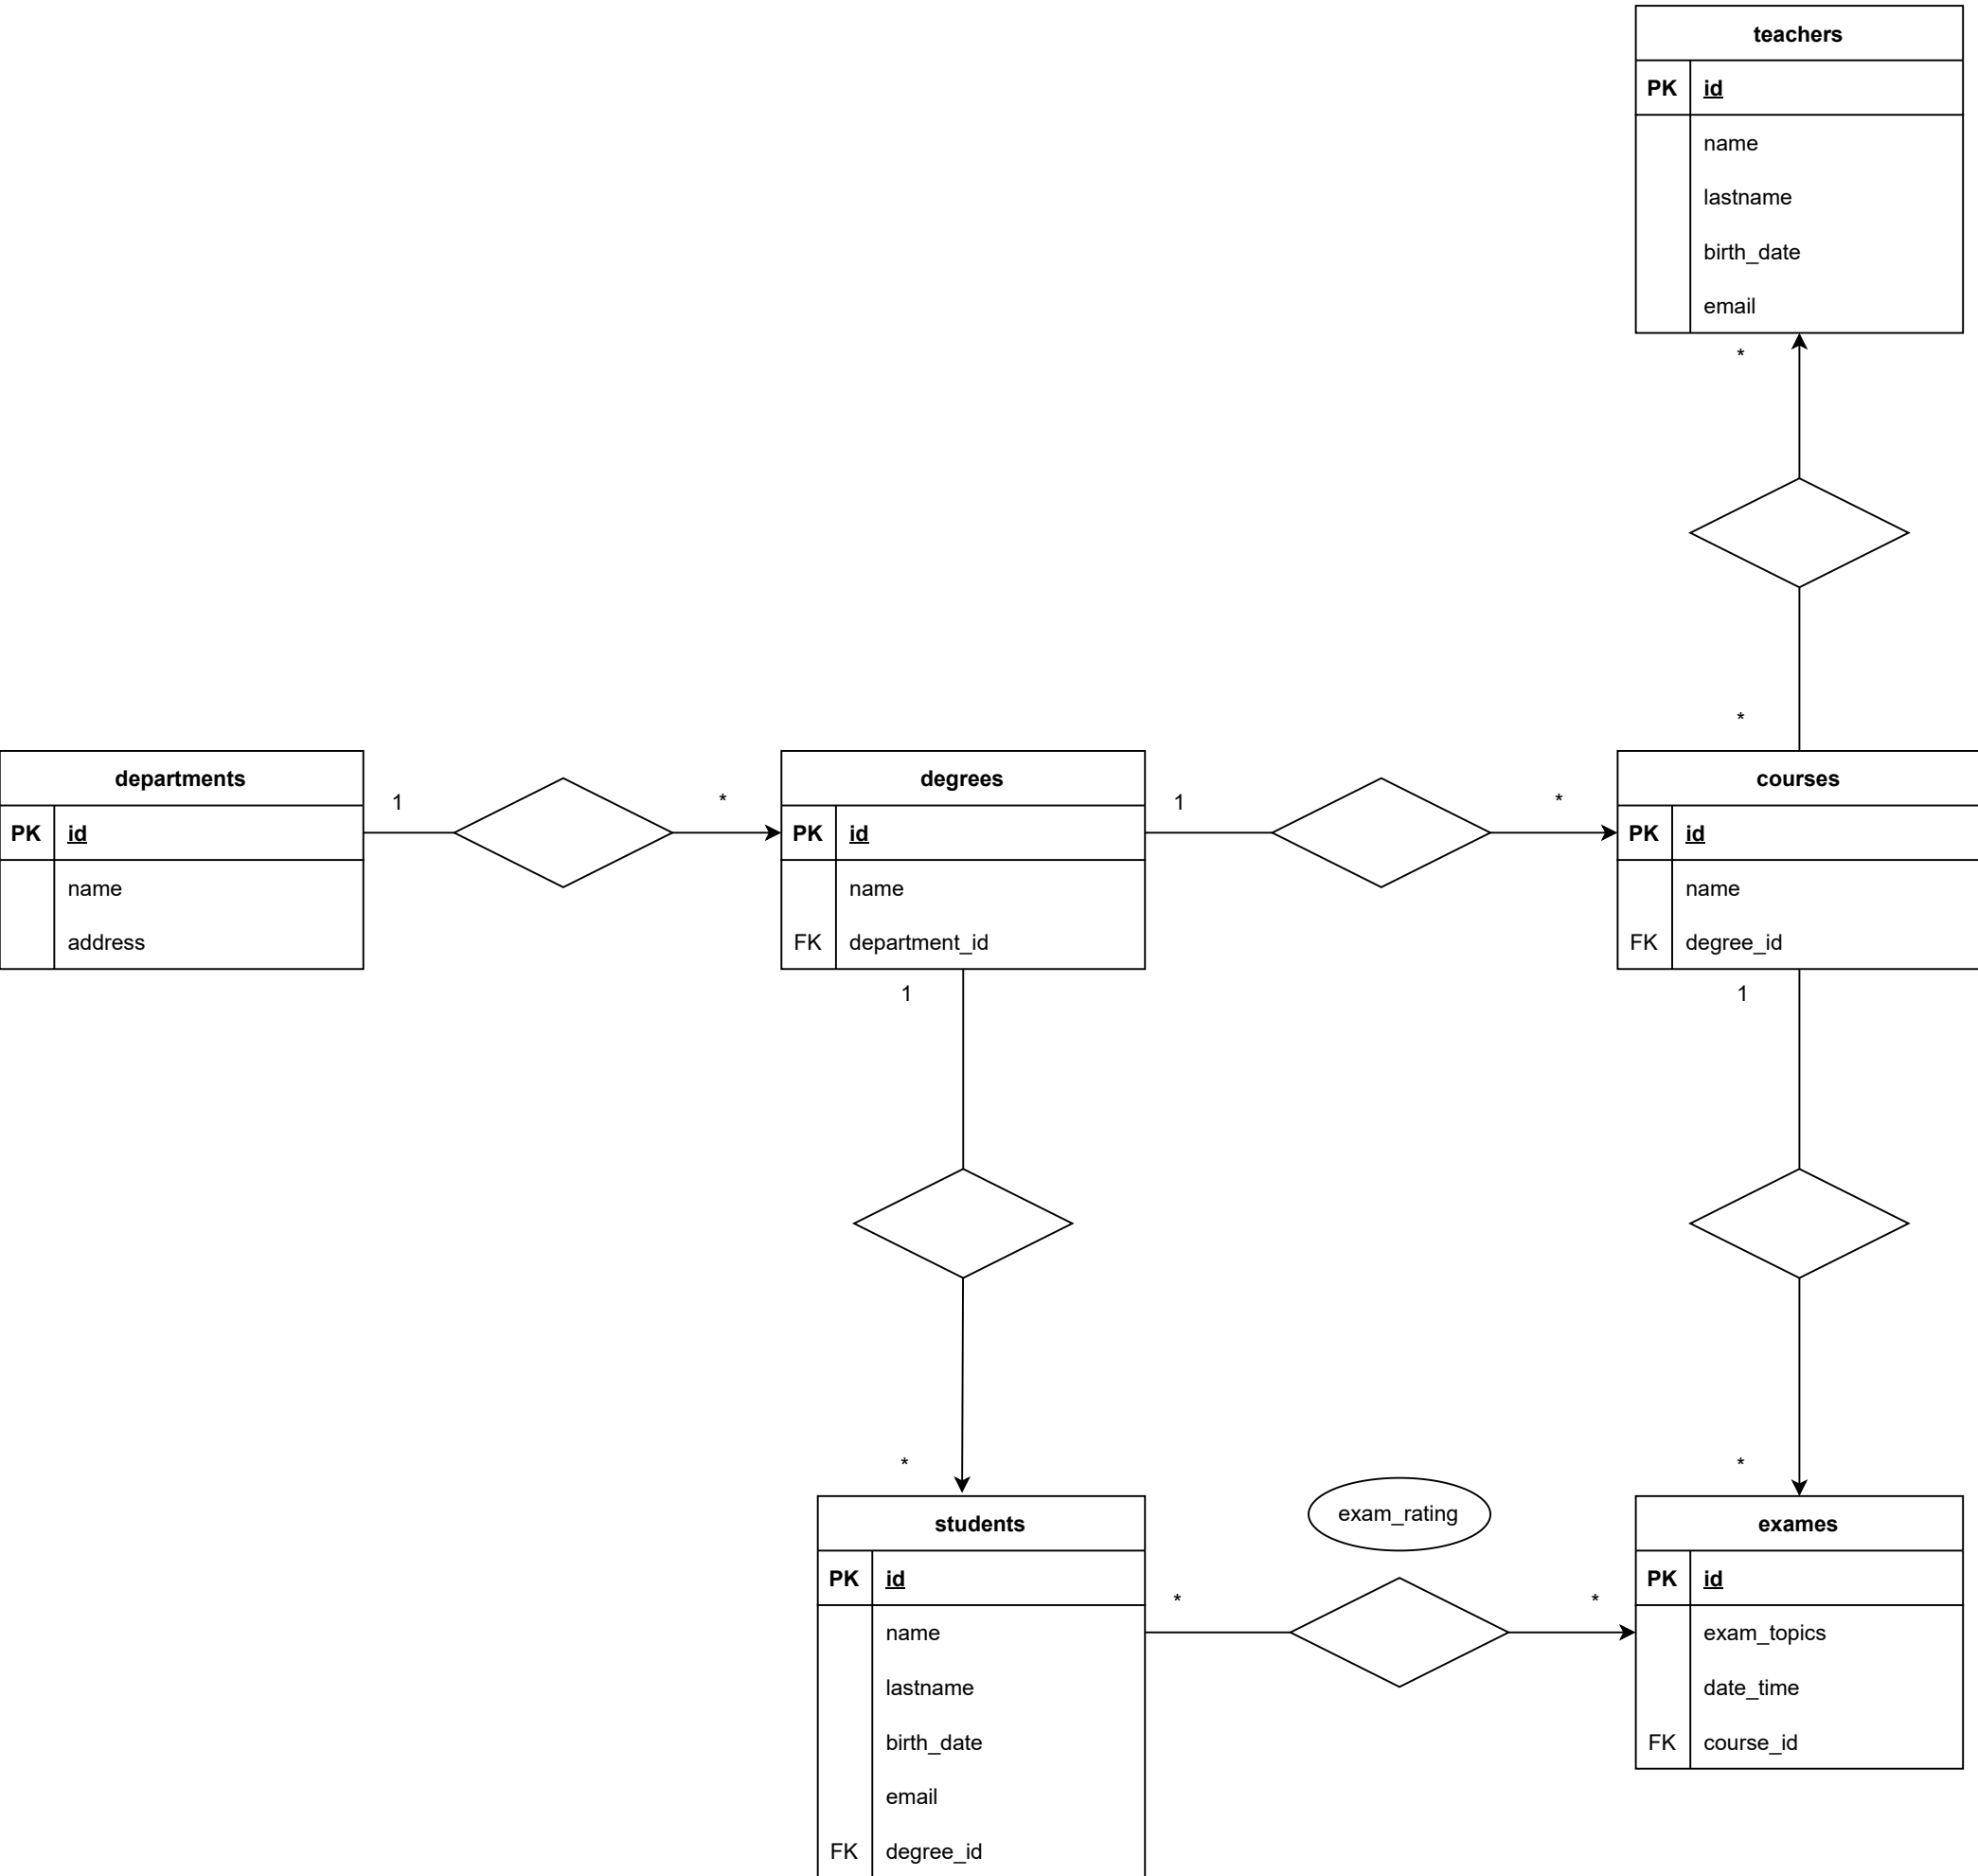 teachers
PK id
name
lastname
birth_date
email
*
*
departments
PK id
name
address
1
*
degrees
PK id
name
FK department_id
1
*
courses
PK id
name
FK degree_id
1
1
*
*
students
PK id
name
lastname
birth_date
email
FK degree_id
exam_rating
*
*
exames
PK id
exam_topics
date_time
FK course_id